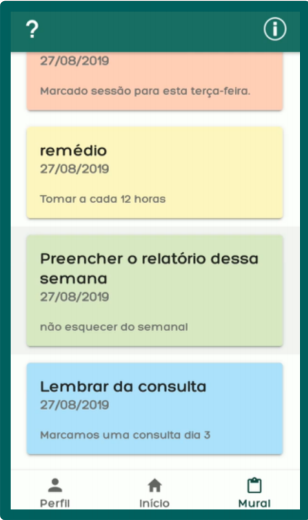 ?
i
27/08/2019
Marcado sessão para esta terça-feira.
remédio
27/08/2019
Tomar a cada 12 horas
Preencher o relatório dessa
semana
27/08/2019
não esquecer do semanal
Lembrar da consulta
27/08/2019
Marcamos uma consulta dia 3
Perfil Início Mural